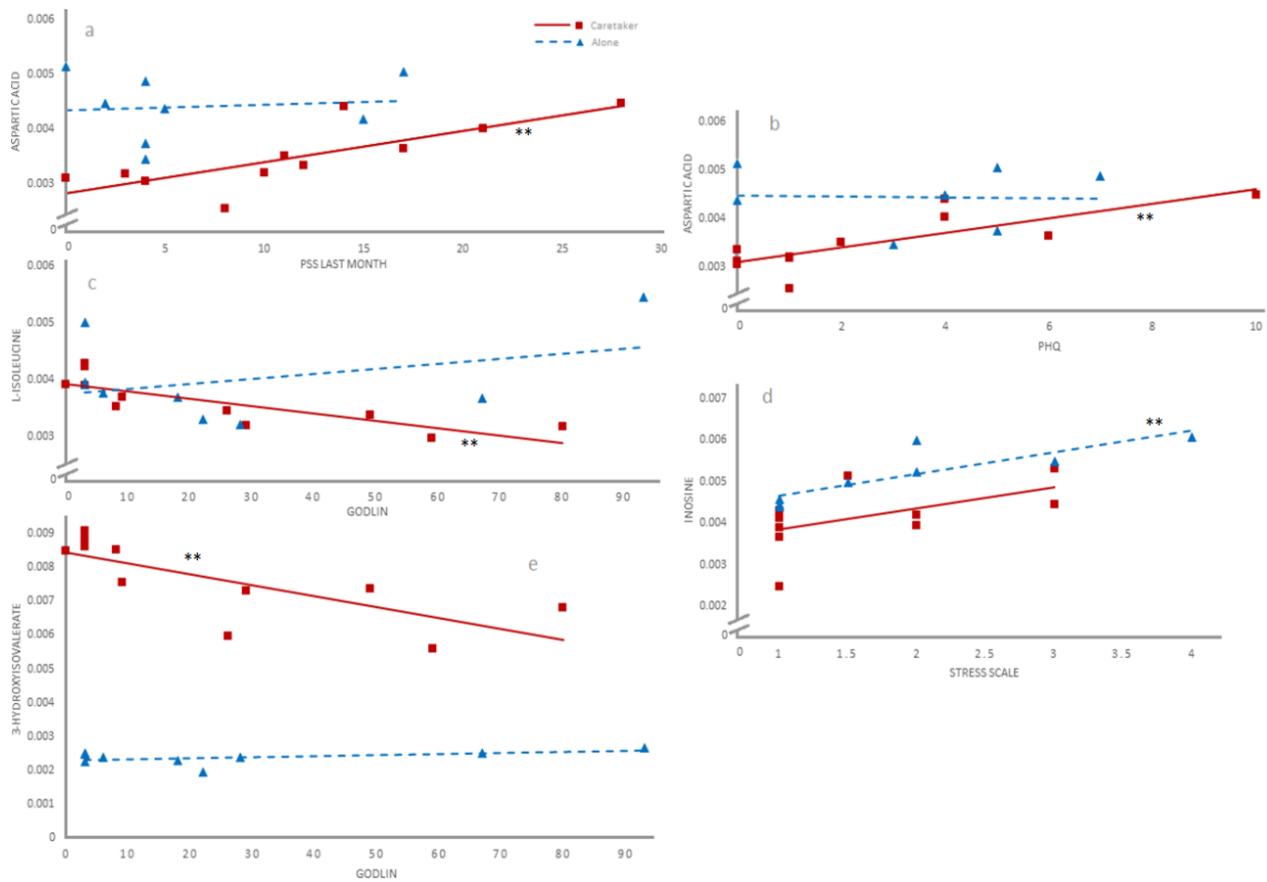 a
Caretaker
Alone
0.006
0.005
0.004
0.003
0
ASPARTIC ACID
**
0 5 10 15 20 25 30
PSS LAST MONTH
b
0.006
0.005
0.004
0.003
0
ASPARTIC ACID
**
0 2 4 6 8 10
PHQ
c
0.006
0.005
0.004
0.003
0
L-ISOLEUCINE
**
0 10 20 30 40 50 60 70 80 90
GODLIN
d
0.007
0.006
0.005
0.004
0.003
0.002
0
INOSINE
**
0 1 1.5 2 2.5 3 3.5 4
STRESS SCALE
e
0.009
0.008
0.007
0.006
0.005
0.004
0.003
0.002
0.001
0
3-HYDROXYISOVALERATE
**
0 10 20 30 40 50 60 70 80 90
GODLIN